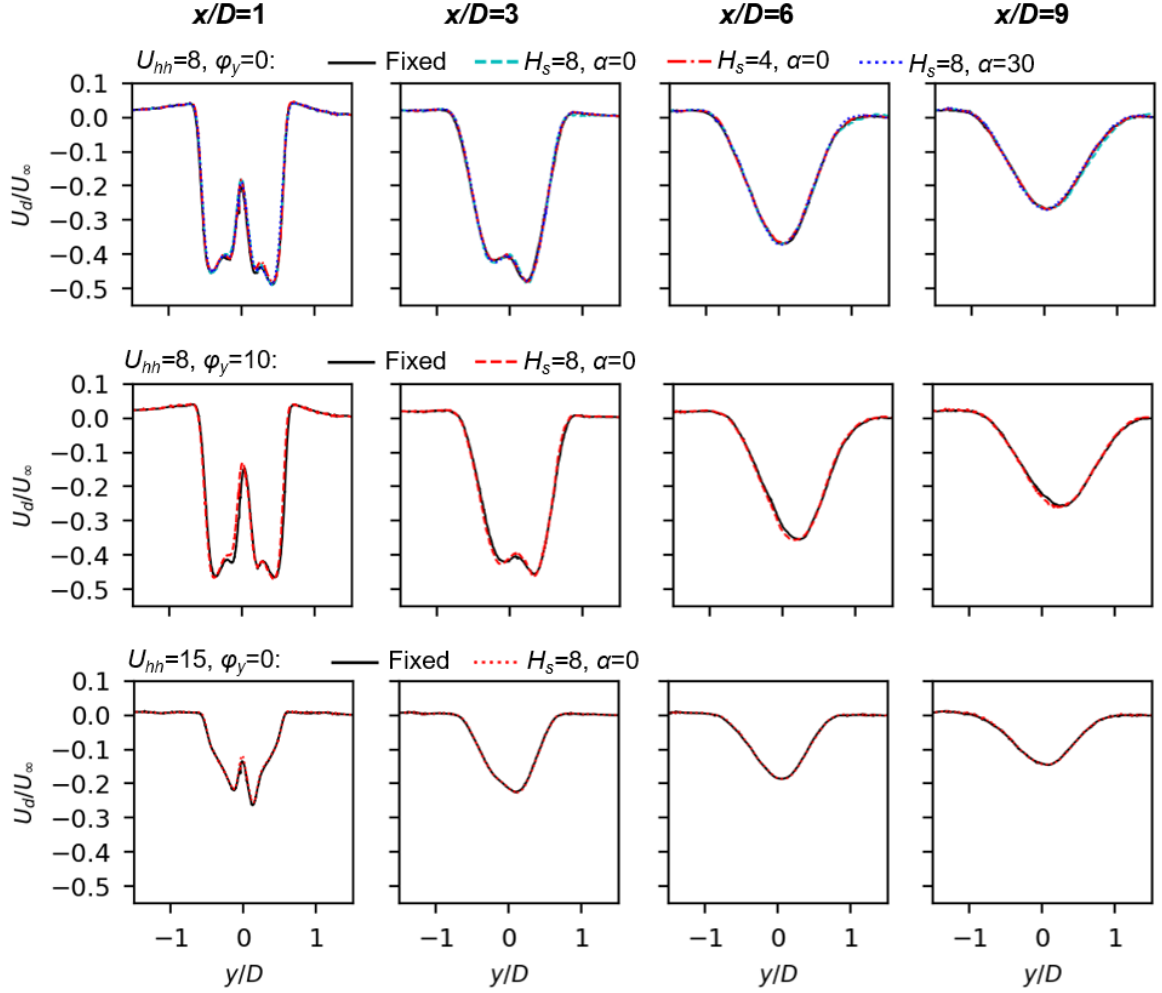 x/D=1 x/D=3 x/D=6 x/D=9
U_hh=8, φ_y=0: Fixed H_s=8, α=0 H_s=4, α=0 H_s=8, α=30
0.1
0.0
−0.1
−0.2
−0.3
−0.4
−0.5
U_d/U_∞
U_hh=8, φ_y=10: Fixed H_s=8, α=0
0.1
0.0
−0.1
−0.2
−0.3
−0.4
−0.5
U_d/U_∞
U_hh=15, φ_y=0: Fixed H_s=8, α=0
0.1
0.0
−0.1
−0.2
−0.3
−0.4
−0.5
U_d/U_∞
−1 0 1 −1 0 1 −1 0 1 −1 0 1
y/D y/D y/D y/D